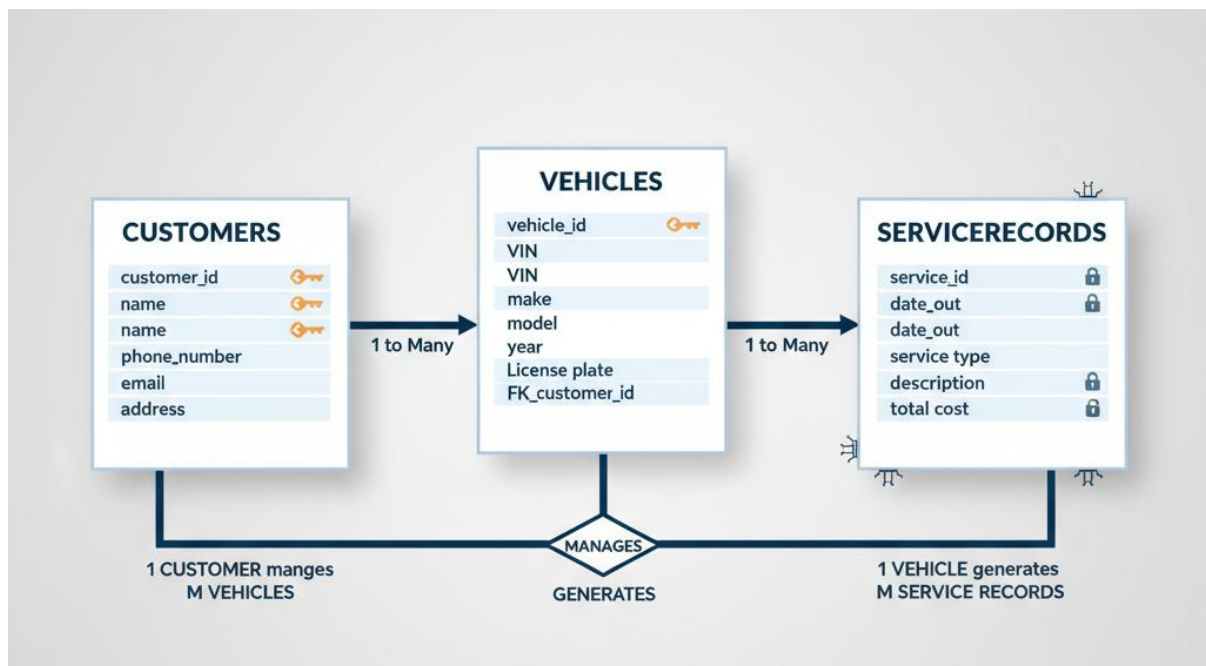 CUSTOMERS
customer_id
name
name
phone_number
email
address
1 to Many
VEHICLES
vehicle_id
VIN
VIN
make
model
year
License plate
FK_customer_id
1 to Many
SERVICERECORDS
service_id
date_out
date_out
service type
description
total cost
MANAGES
GENERATES
1 CUSTOMER manges
M VEHICLES
1 VEHICLE generates
M SERVICE RECORDS